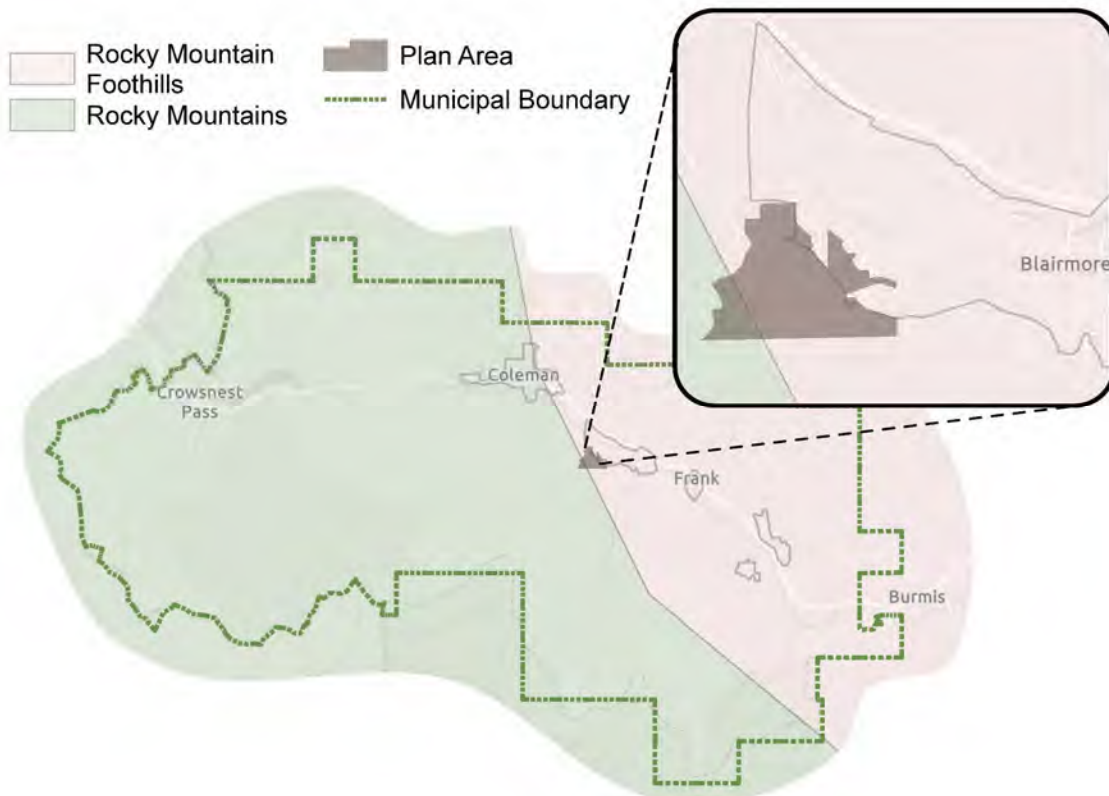 Rocky Mountain
Foothills
Rocky Mountains
Plan Area
Municipal Boundary
Blairmore
Coleman
Crowsnest
Pass
Frank
Burmis